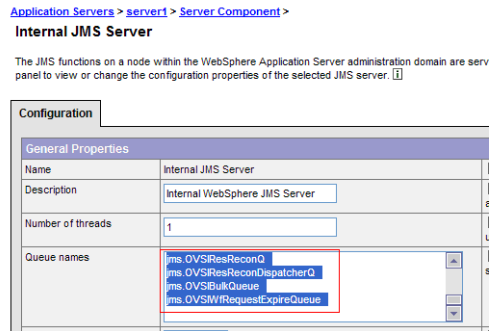 Application Servers > server1 > Server Component >
Internal JMS Server
The JMS functions on a node within the WebSphere Application Server administration domain are serv
panel to view or change the configuration properties of the selected JMS server. i
Configuration
General Properties
Name Internal JMS Server
Description Internal WebSphere JMS Server
Number of threads 1
Queue names jms.OVSIResReconQ
jms.OVSIResReconDispatcherQ
jms.OVSIBulkQueue
jms.OVSIWfRequestExpireQueue